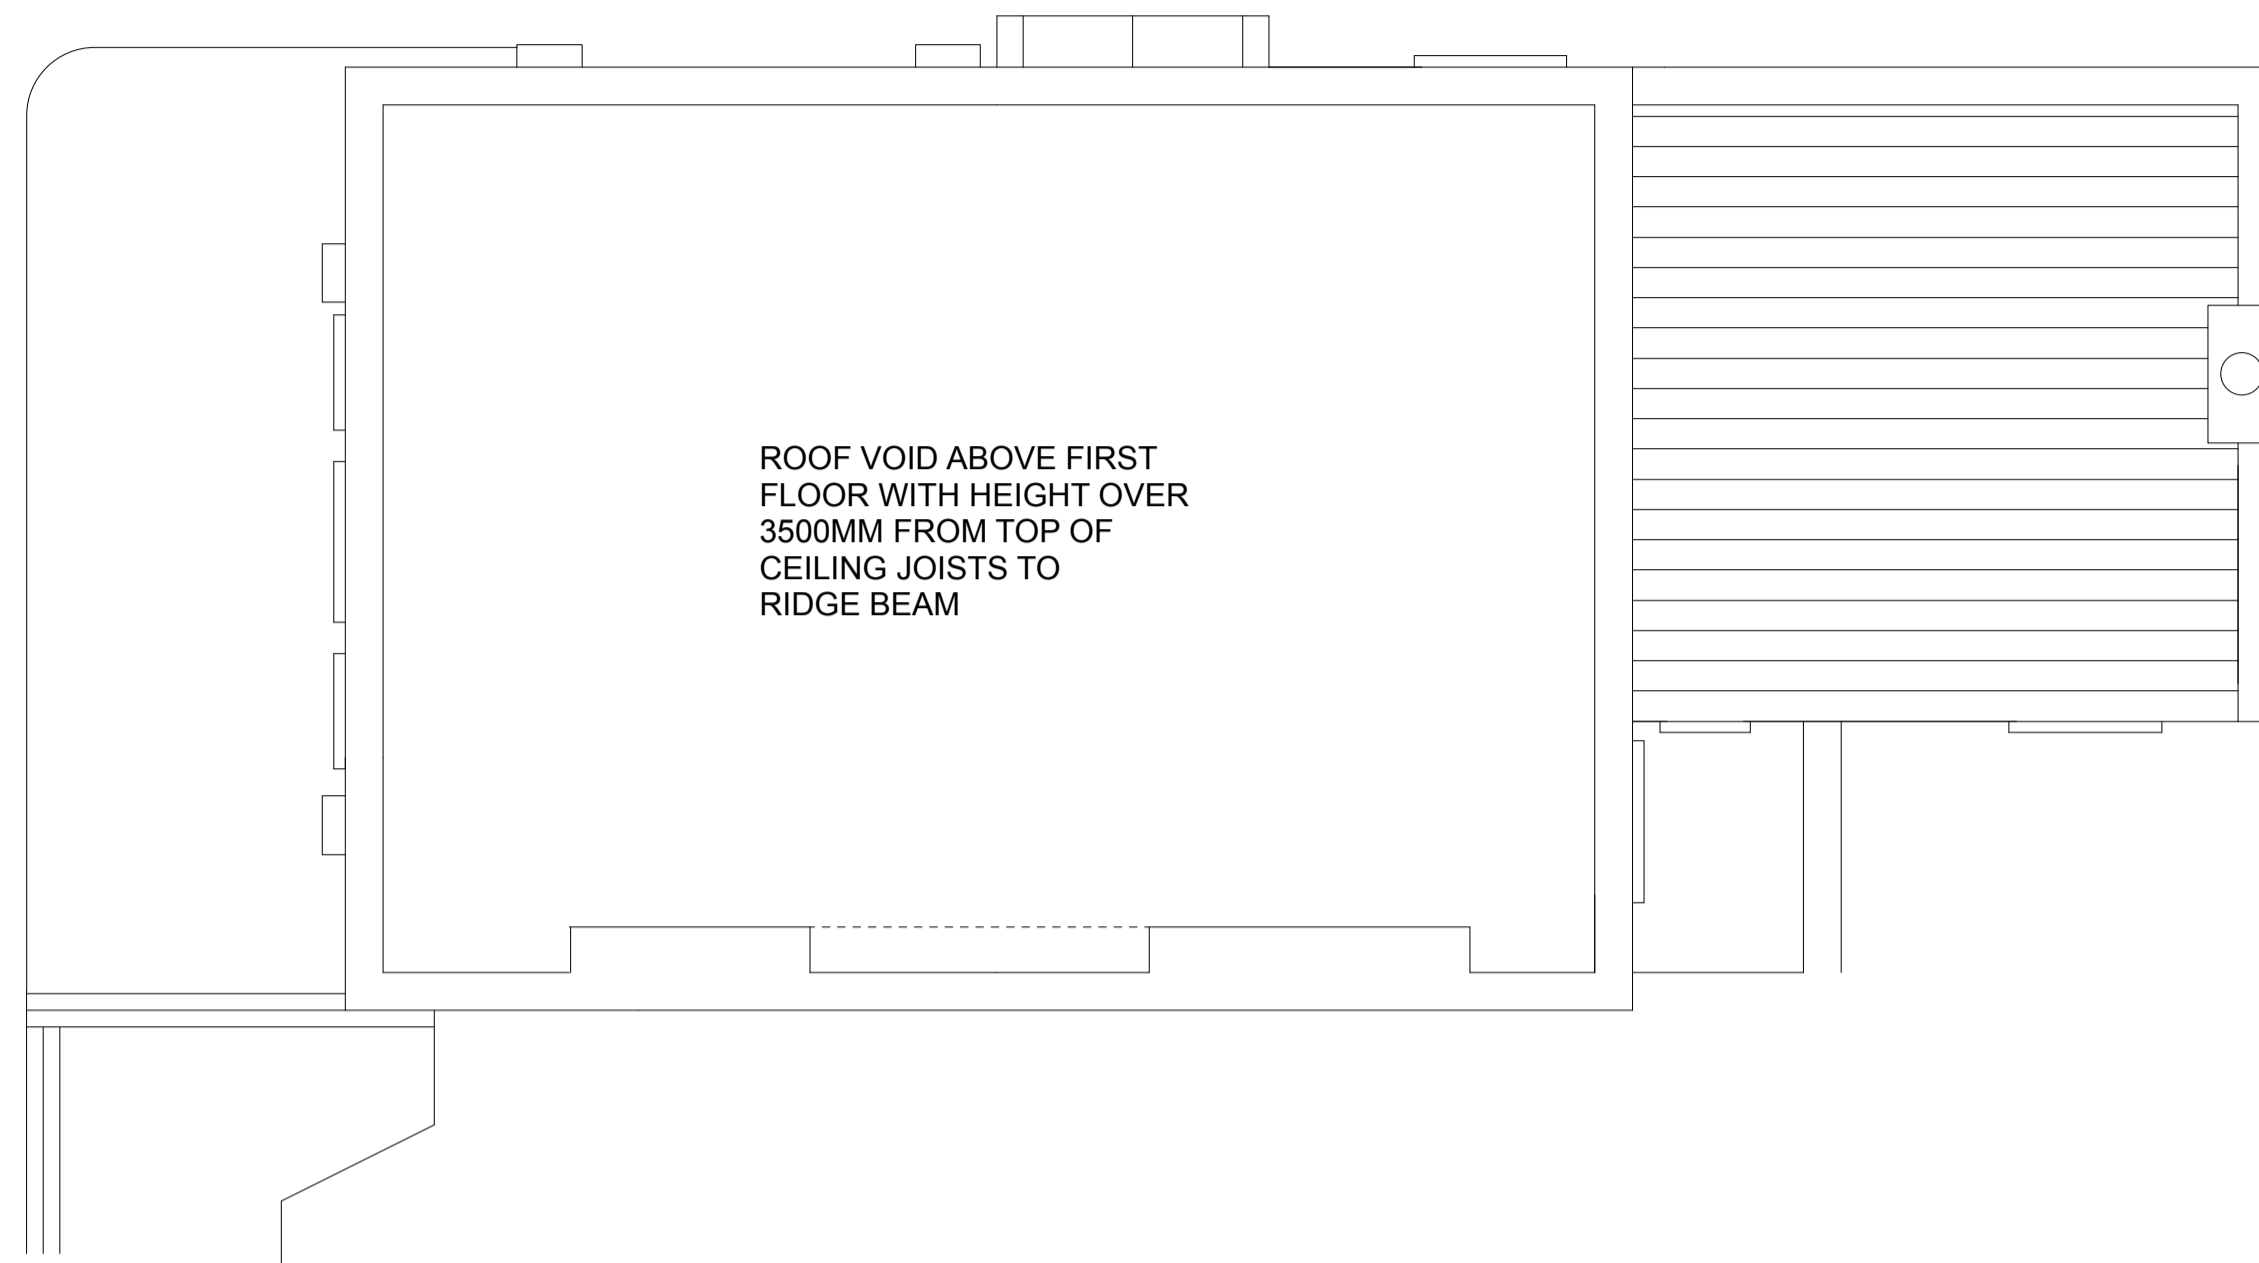 ROOF VOID ABOVE FIRST
FLOOR WITH HEIGHT OVER
3500MM FROM TOP OF
CEILING JOISTS TO
RIDGE BEAM